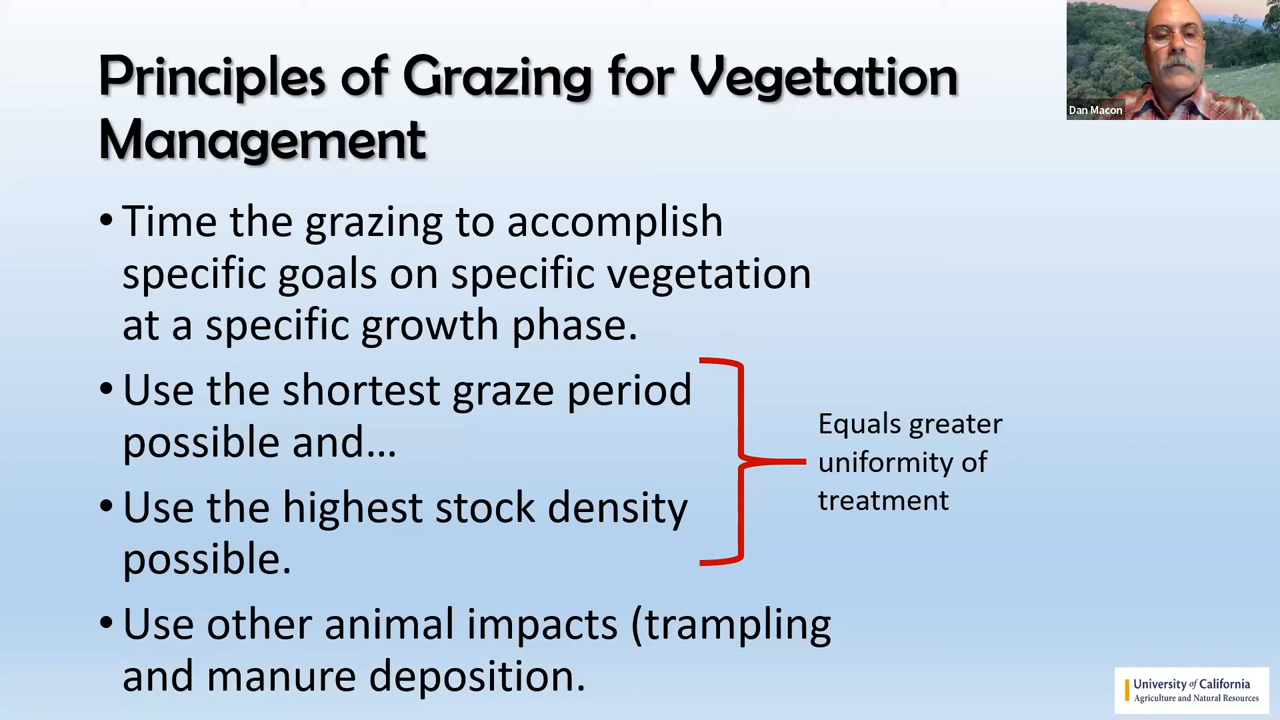 Principles of Grazing for Vegetation
Management
Dan Macon
• Time the grazing to accomplish
specific goals on specific vegetation
at a specific growth phase.
• Use the shortest graze period
possible and…
• Use the highest stock density
possible.
Equals greater
uniformity of
treatment
• Use other animal impacts (trampling
and manure deposition.
University of California
Agriculture and Natural Resources